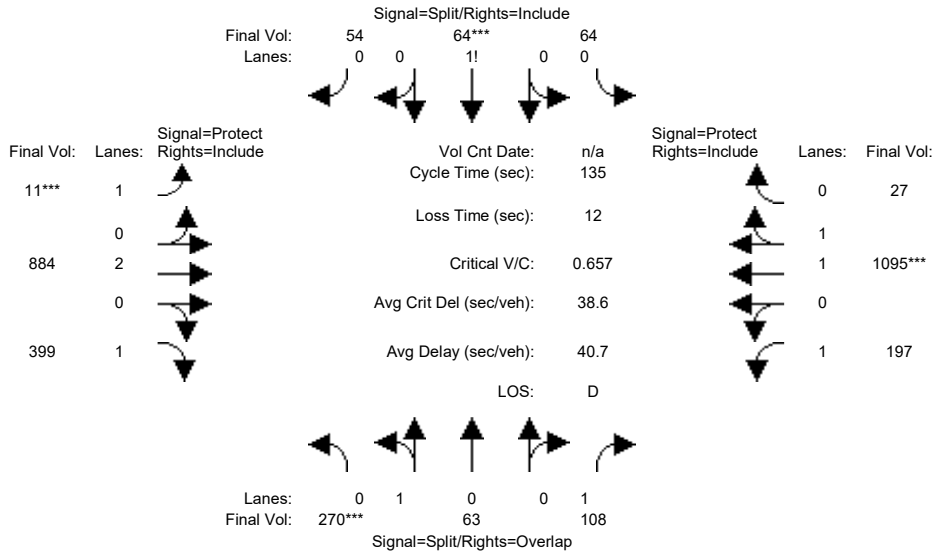 Signal=Split/Rights=Include
Final Vol: 54 64*** 64
Lanes: 0 0 1! 0 0
Signal=Protect
Final Vol: Lanes: Rights=Include
Vol Cnt Date: n/a
Signal=Protect
Rights=Include Lanes: Final Vol:
Cycle Time (sec): 135
11*** 1
0 27
Loss Time (sec): 12
0
1
884 2
Critical V/C: 0.657
1 1095***
0
Avg Crit Del (sec/veh): 38.6
0
399 1
Avg Delay (sec/veh): 40.7
1 197
LOS: D
Lanes: 0 1 0 0 1
Final Vol: 270*** 63 108
Signal=Split/Rights=Overlap